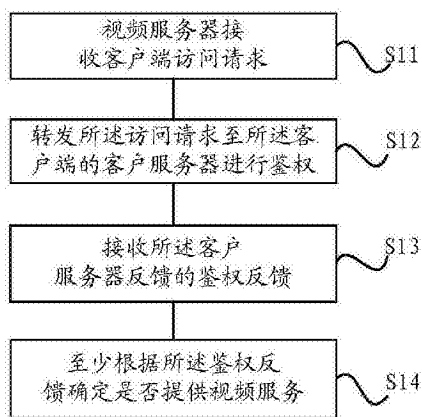 视频服务器接
收客户端访问请求
S11
转发所述访问请求至所述客
户端的客户服务器进行鉴权
S12
接收所述客户
服务器反馈的鉴权反馈
S13
至少根据所述鉴权反
馈确定是否提供视频服务
S14